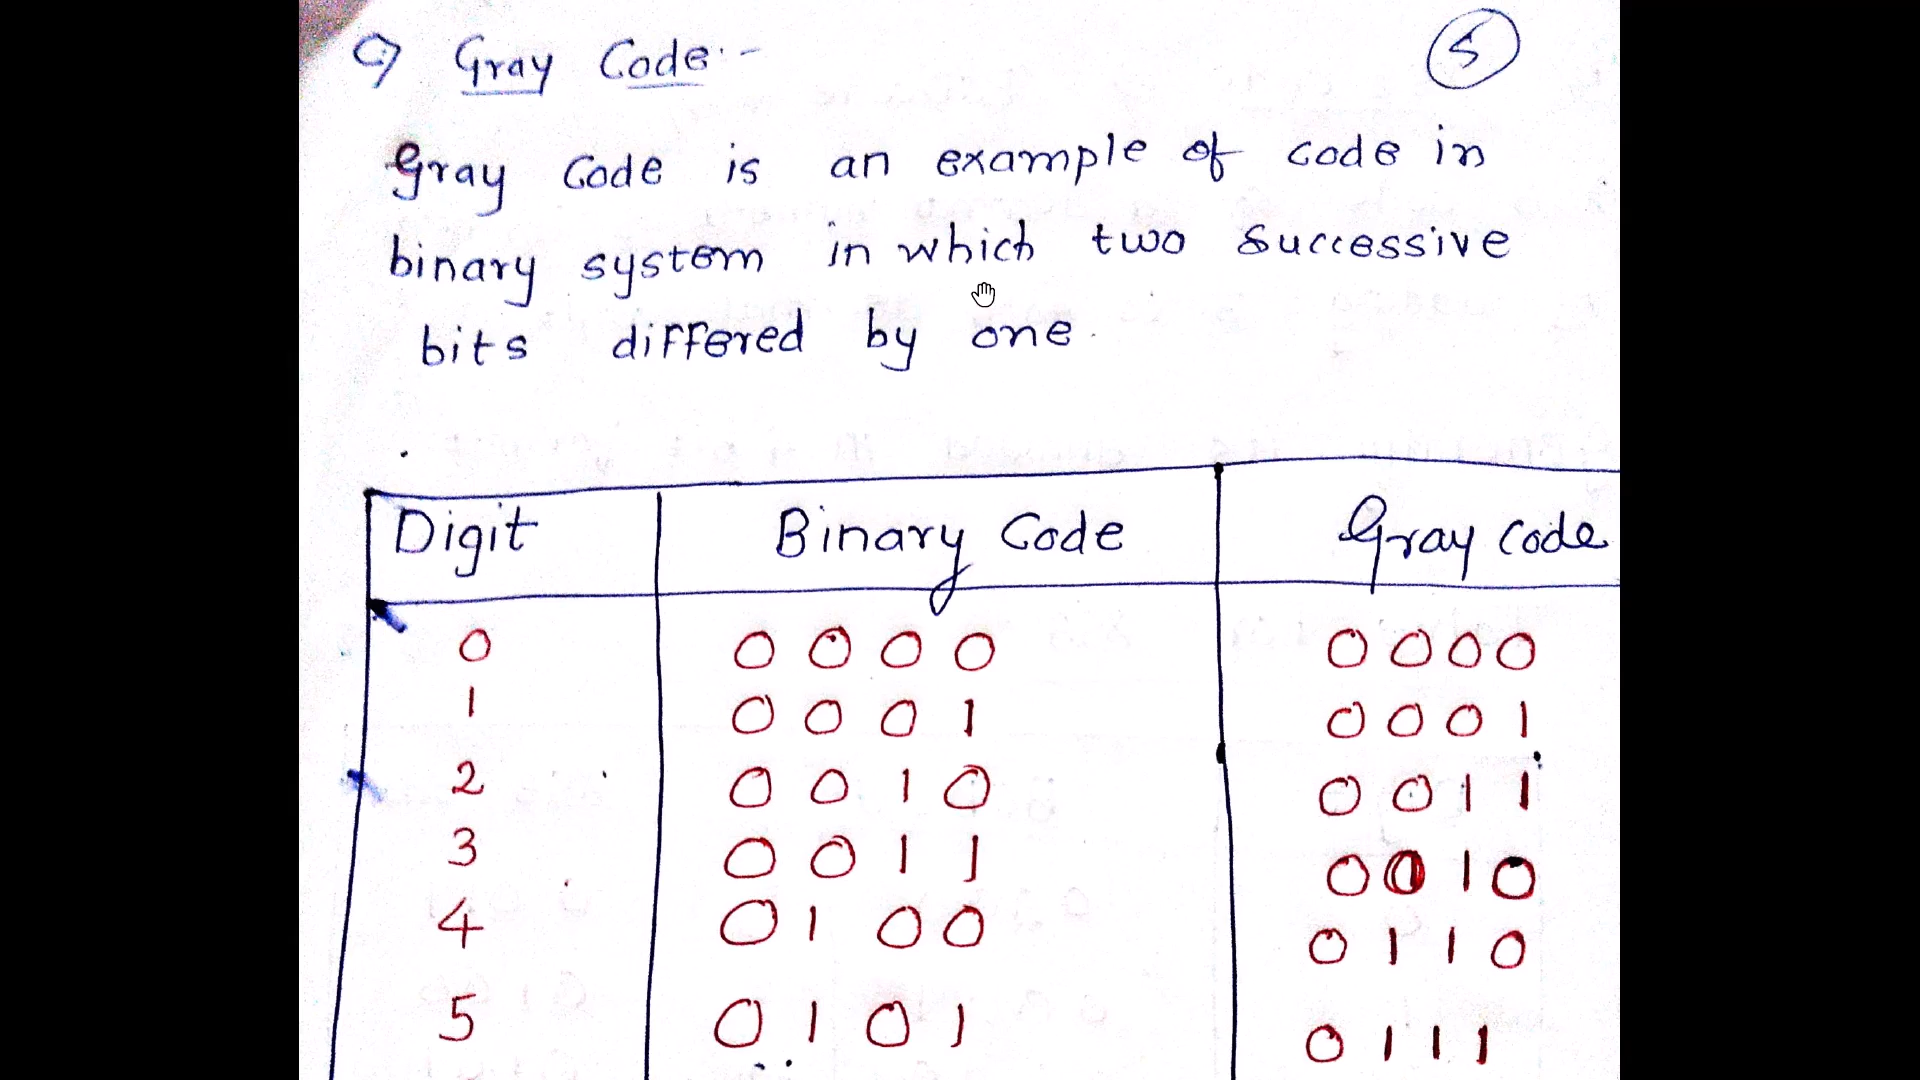 c) Gray Code:-
5
Gray Code is an example of code in
binary system in which two successive
bits differed by one.
Digit Binary Code Gray code
0 0000 0000
1 0001 0001
2 0010 0011
3 0011 0010
4 0100 0110
5 0101 0111